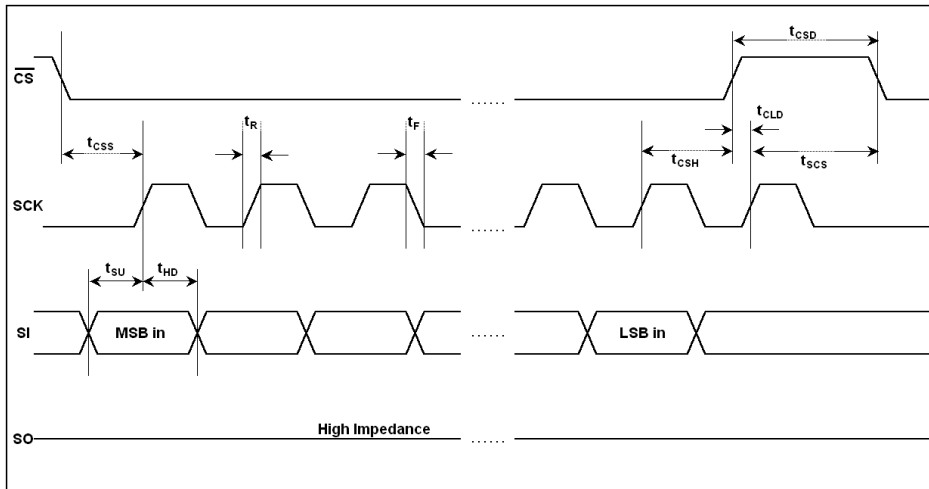 tCSD
CS
......
tCLD
tR
tF
tCSS
tCSH
tSCS
SCK
......
tSU
tHD
SI
MSB in
......
LSB in
SO
High Impedance
......